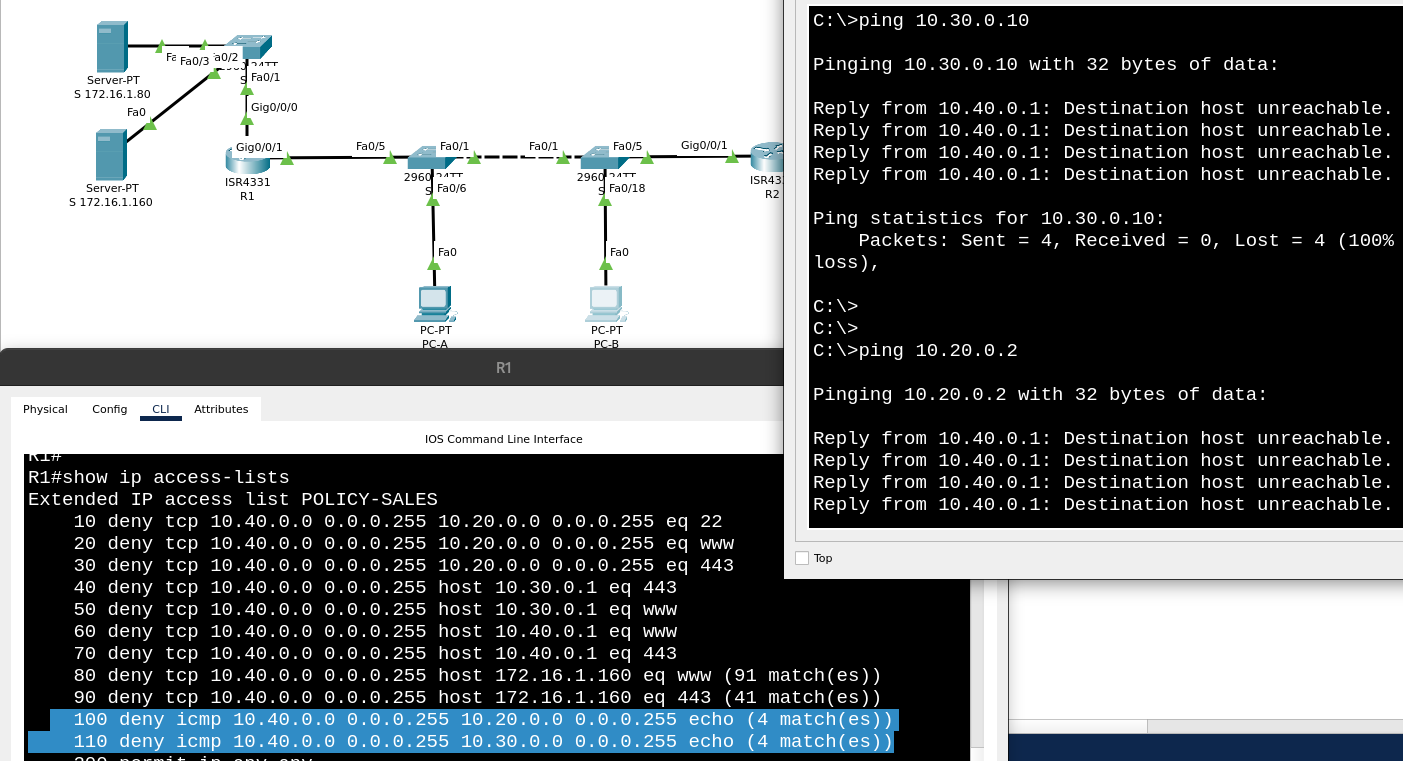 Server-PT
S 172.16.1.80
Fa0/3
Fa0/2
Fa0/1
Gig0/0/0
Fa0
Server-PT
S 172.16.1.160
Gig0/0/1
ISR4331
R1
Fa0/5
Fa0/1
Fa0/6
Fa0/1
Fa0/5
Fa0/18
Gig0/0/1
R2
Fa0
Fa0
PC-PT
PC-A
PC-PT
PC-B
R1
Physical
Config
CLI
Attributes
IOS Command Line Interface
R1#
R1#show ip access-lists
Extended IP access list POLICY-SALES
10 deny tcp 10.40.0.0 0.0.0.255 10.20.0.0 0.0.0.255 eq 22
20 deny tcp 10.40.0.0 0.0.0.255 10.20.0.0 0.0.0.255 eq www
30 deny tcp 10.40.0.0 0.0.0.255 10.20.0.0 0.0.0.255 eq 443
40 deny tcp 10.40.0.0 0.0.0.255 host 10.30.0.1 eq 443
50 deny tcp 10.40.0.0 0.0.0.255 host 10.30.0.1 eq www
60 deny tcp 10.40.0.0 0.0.0.255 host 10.40.0.1 eq www
70 deny tcp 10.40.0.0 0.0.0.255 host 10.40.0.1 eq 443
80 deny tcp 10.40.0.0 0.0.0.255 host 172.16.1.160 eq www (91 match(es))
90 deny tcp 10.40.0.0 0.0.0.255 host 172.16.1.160 eq 443 (41 match(es))
100 deny icmp 10.40.0.0 0.0.0.255 10.20.0.0 0.0.0.255 echo (4 match(es))
110 deny icmp 10.40.0.0 0.0.0.255 10.30.0.0 0.0.0.255 echo (4 match(es))
200 permit ip any any
C:\>ping 10.30.0.10
Pinging 10.30.0.10 with 32 bytes of data:
Reply from 10.40.0.1: Destination host unreachable.
Reply from 10.40.0.1: Destination host unreachable.
Reply from 10.40.0.1: Destination host unreachable.
Reply from 10.40.0.1: Destination host unreachable.
Ping statistics for 10.30.0.10:
Packets: Sent = 4, Received = 0, Lost = 4 (100%
loss),
C:\>
C:\>
C:\>ping 10.20.0.2
Pinging 10.20.0.2 with 32 bytes of data:
Reply from 10.40.0.1: Destination host unreachable.
Reply from 10.40.0.1: Destination host unreachable.
Reply from 10.40.0.1: Destination host unreachable.
Reply from 10.40.0.1: Destination host unreachable.
Top